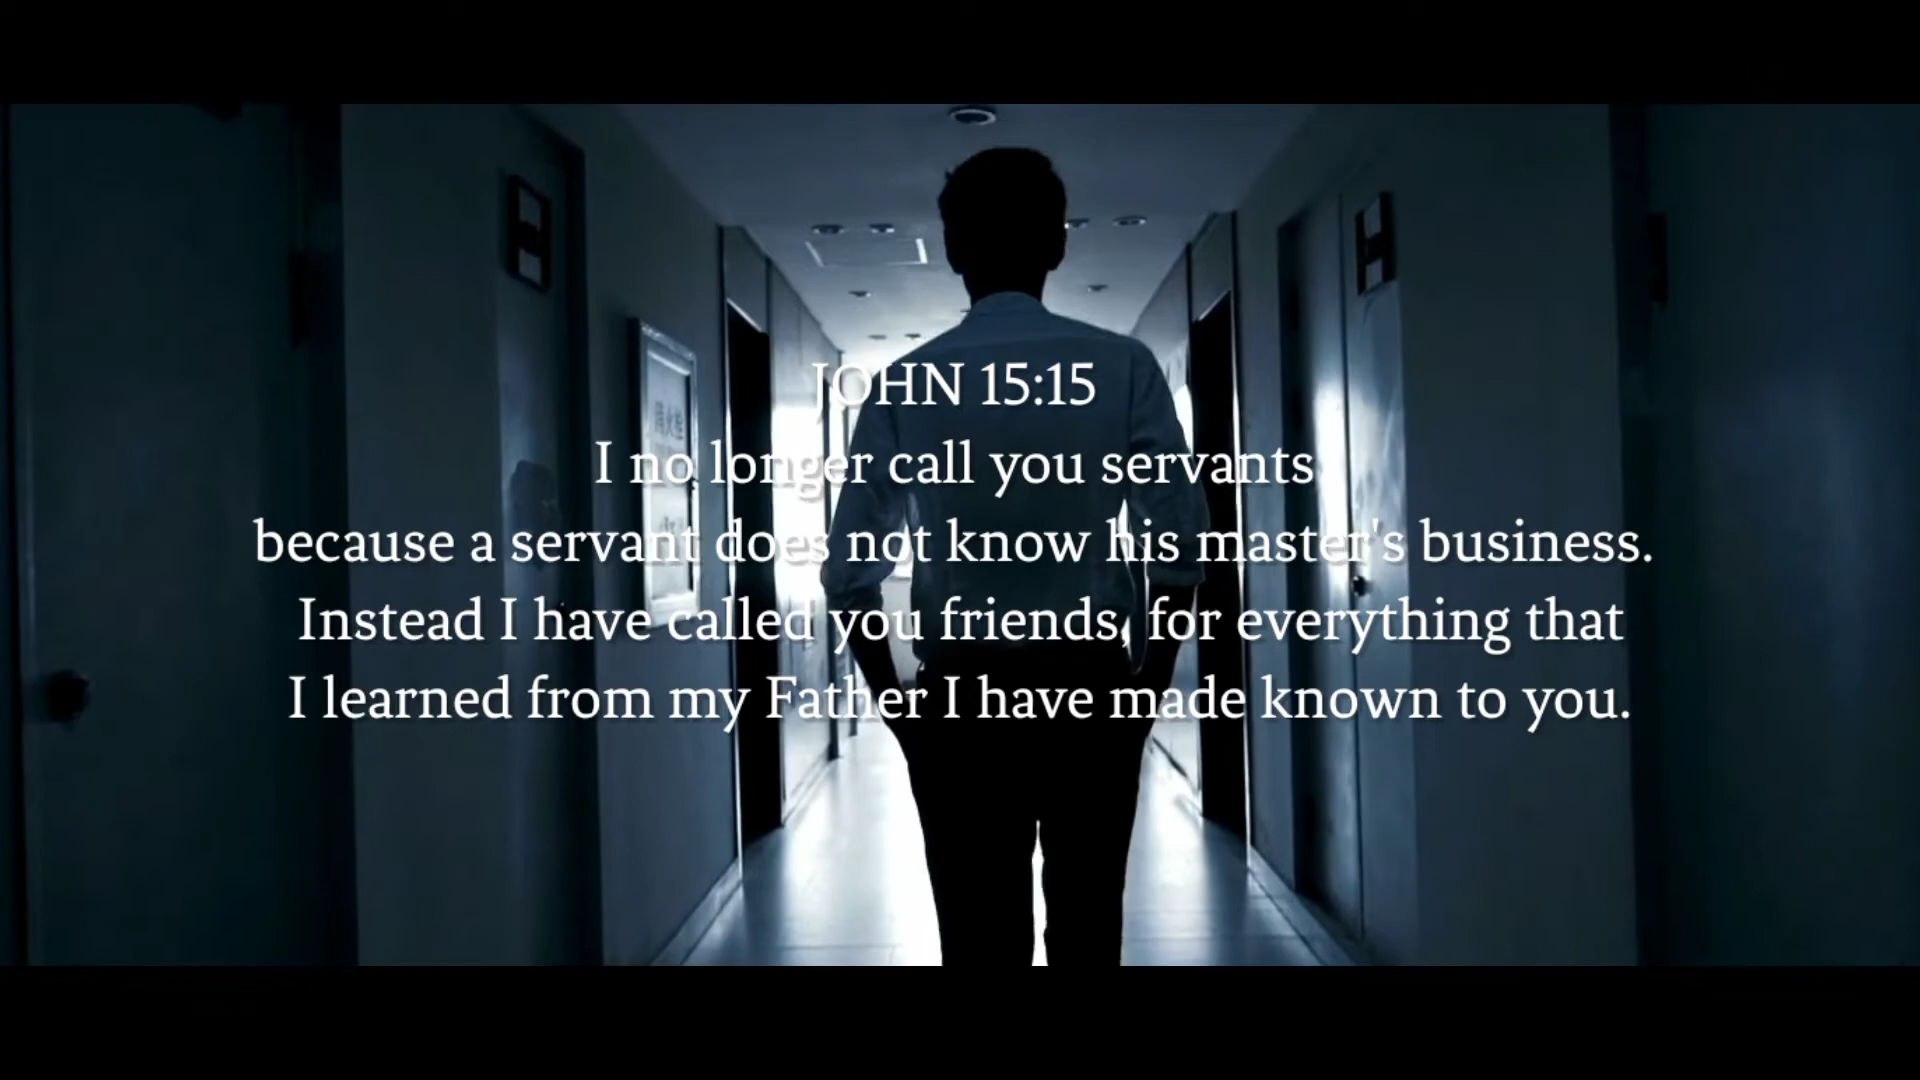 JOHN 15:15
I no longer call you servants
because a servant does not know his master's business.
Instead I have called you friends, for everything that
I learned from my Father I have made known to you.